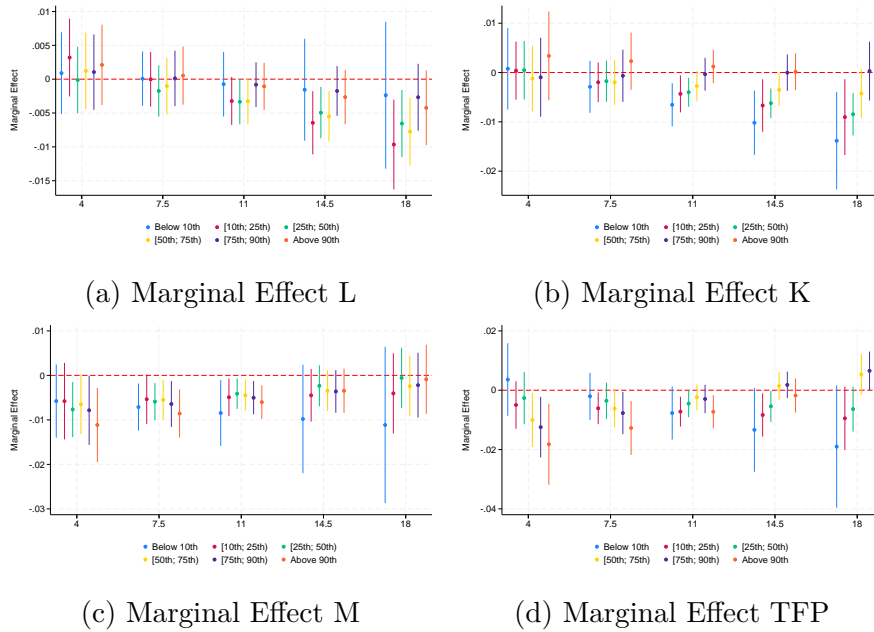 .01
.005
0
-.005
-.01
-.015
Marginal Effect
4 7.5 11 14.5 18
Below 10th [10th; 25th) [25th; 50th)
[50th; 75th) [75th; 90th) Above 90th
(a) Marginal Effect L
.01
0
-.01
-.02
Marginal Effect
4 7.5 11 14.5 18
Below 10th [10th; 25th) [25th; 50th)
[50th; 75th) [75th; 90th) Above 90th
(b) Marginal Effect K
.01
0
-.01
-.02
-.03
Marginal Effect
4 7.5 11 14.5 18
Below 10th [10th; 25th) [25th; 50th)
[50th; 75th) [75th; 90th) Above 90th
(c) Marginal Effect M
.02
0
-.02
-.04
Marginal Effect
4 7.5 11 14.5 18
Below 10th [10th; 25th) [25th; 50th)
[50th; 75th) [75th; 90th) Above 90th
(d) Marginal Effect TFP